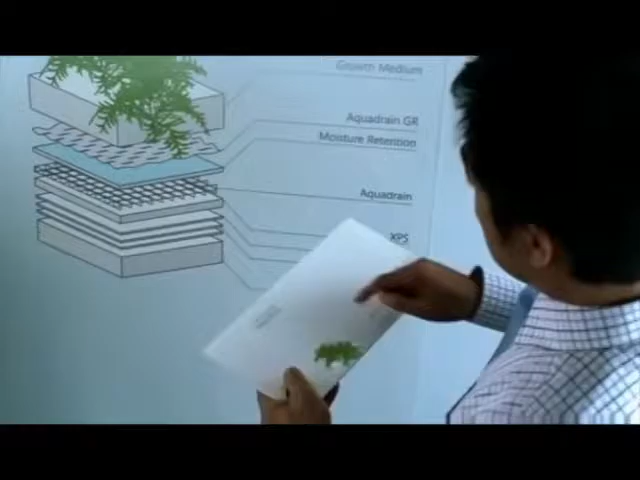 Growth Medium
Aquadrain GR
Moisture Retention
Aquadrain
XPS